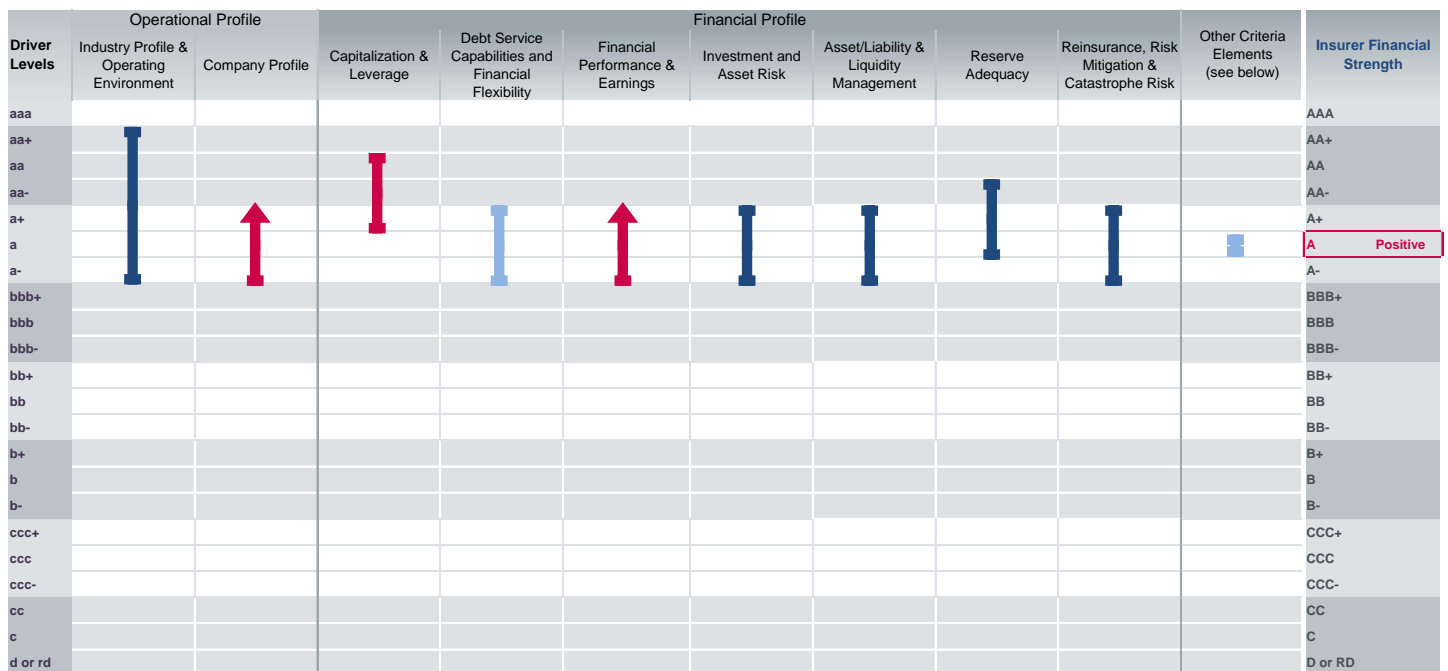 Operational Profile
Financial Profile
Driver
Levels
Industry Profile &
Operating
Environment
Company Profile
Capitalization &
Leverage
Debt Service
Capabilities and
Financial
Flexibility
Financial
Performance &
Earnings
Investment and
Asset Risk
Asset/Liability &
Liquidity
Management
Reserve
Adequacy
Reinsurance, Risk
Mitigation &
Catastrophe Risk
Other Criteria
Elements
(see below)
Insurer Financial
Strength
aaa AAA
aa+ AA+
aa AA
aa- AA-
a+ A+
a A Positive
a- A-
bbb+ BBB+
bbb BBB
bbb- BBB-
bb+ BB+
bb BB
bb- BB-
b+ B+
b B
b- B-
ccc+ CCC+
ccc CCC
ccc- CCC-
cc CC
c C
d or rd D or RD